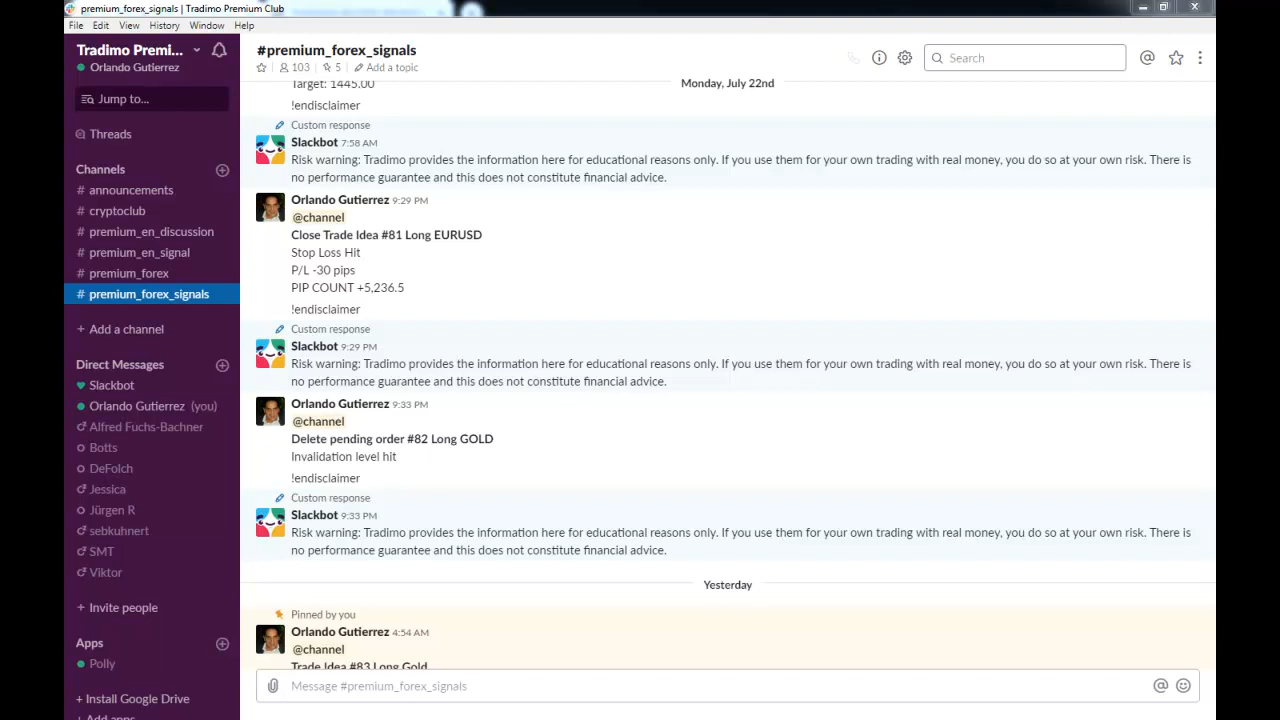 premium_forex_signals | Tradimo Premium Club
File Edit View History Window Help
Tradimo Premi...
Orlando Gutierrez
Jump to...
Threads
Channels
# announcements
# cryptoclub
# premium_en_discussion
# premium_en_signal
# premium_forex
# premium_forex_signals
+ Add a channel
Direct Messages
Slackbot
Orlando Gutierrez (you)
Alfred Fuchs-Bachner
Botts
DeFolch
Jessica
Jürgen R
sebkuhnert
SMT
Viktor
+ Invite people
Apps
Polly
+ Install Google Drive
+ Add apps
#premium_forex_signals
103 5 Add a topic
Search
Monday, July 22nd
Target: 1445.00
!endisclaimer
Custom response
Slackbot 7:58 AM
Risk warning: Tradimo provides the information here for educational reasons only. If you use them for your own trading with real money, you do so at your own risk. There is
no performance guarantee and this does not constitute financial advice.
Orlando Gutierrez 9:29 PM
@channel
Close Trade Idea #81 Long EURUSD
Stop Loss Hit
P/L -30 pips
PIP COUNT +5,236.5
!endisclaimer
Custom response
Slackbot 9:29 PM
Risk warning: Tradimo provides the information here for educational reasons only. If you use them for your own trading with real money, you do so at your own risk. There is
no performance guarantee and this does not constitute financial advice.
Orlando Gutierrez 9:33 PM
@channel
Delete pending order #82 Long GOLD
Invalidation level hit
!endisclaimer
Custom response
Slackbot 9:33 PM
Risk warning: Tradimo provides the information here for educational reasons only. If you use them for your own trading with real money, you do so at your own risk. There is
no performance guarantee and this does not constitute financial advice.
Yesterday
Pinned by you
Orlando Gutierrez 4:54 AM
@channel
Trade Idea #83 Long Gold
Message #premium_forex_signals